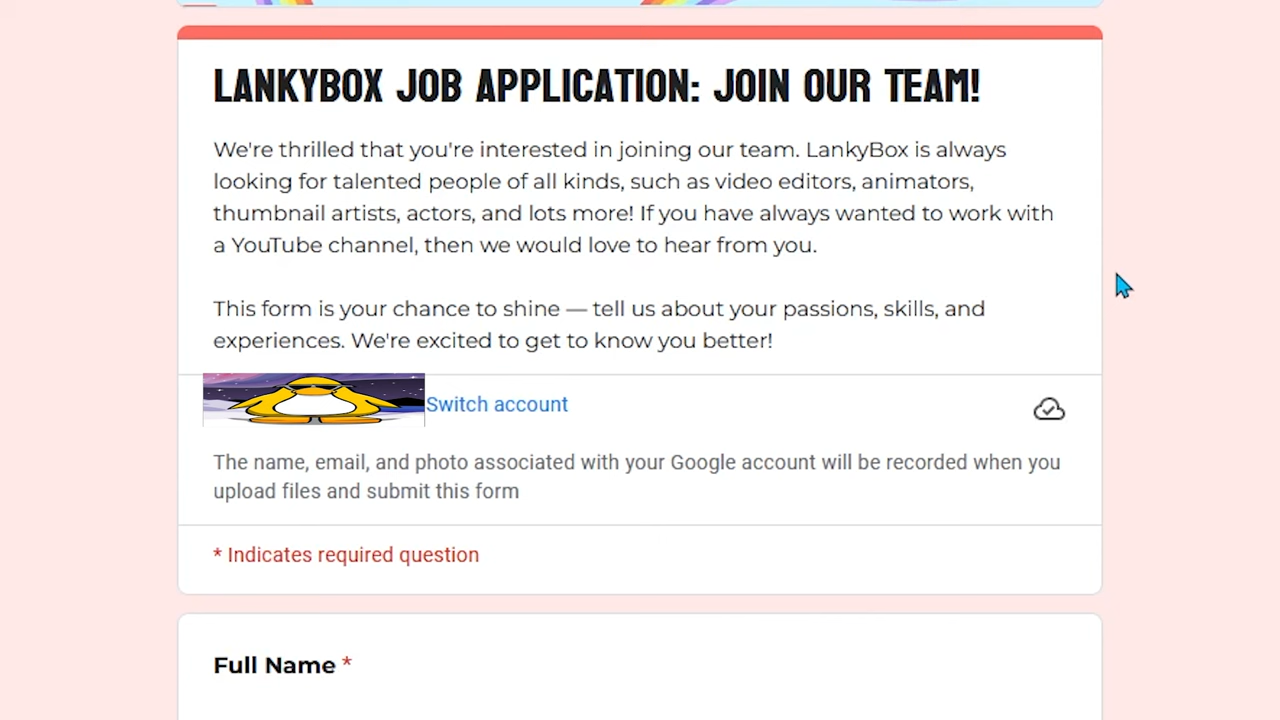 LANKYBOX JOB APPLICATION: JOIN OUR TEAM!
We're thrilled that you're interested in joining our team. LankyBox is always
looking for talented people of all kinds, such as video editors, animators,
thumbnail artists, actors, and lots more! If you have always wanted to work with
a YouTube channel, then we would love to hear from you.
This form is your chance to shine — tell us about your passions, skills, and
experiences. We're excited to get to know you better!
Switch account
The name, email, and photo associated with your Google account will be recorded when you
upload files and submit this form
* Indicates required question
Full Name *